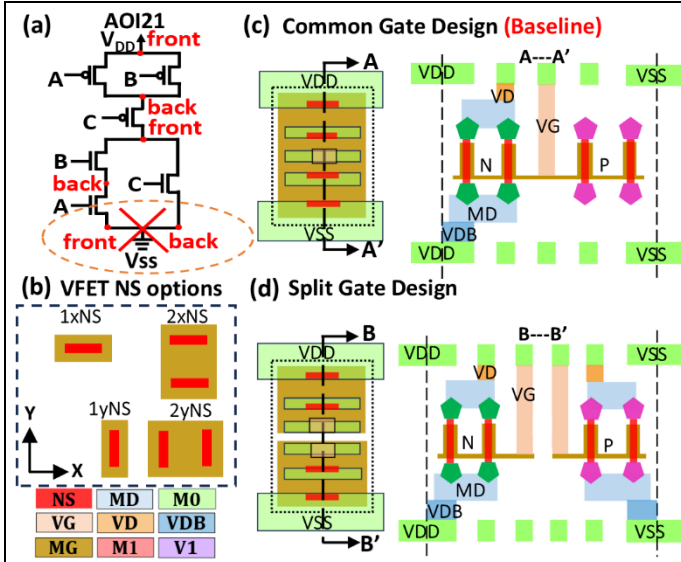 (a)
AOI21
VDD
front
A
B
C
back
front
B
back
C
A
front
back
VSS
(b) VFET NS options
1xNS
2xNS
1yNS
2yNS
Y
X
NS MD M0
VG VD VDB
MG M1 V1
(c) Common Gate Design (Baseline)
A
VDD
VSS
A'
A---A'
VDD
VSS
VD
VG
N
P
MD
VDB
VDD
(d) Split Gate Design
B
VDD
VSS
B'
B---B'
VDD
VSS
VD
VG
N
P
MD
VDB
VDD
VSS